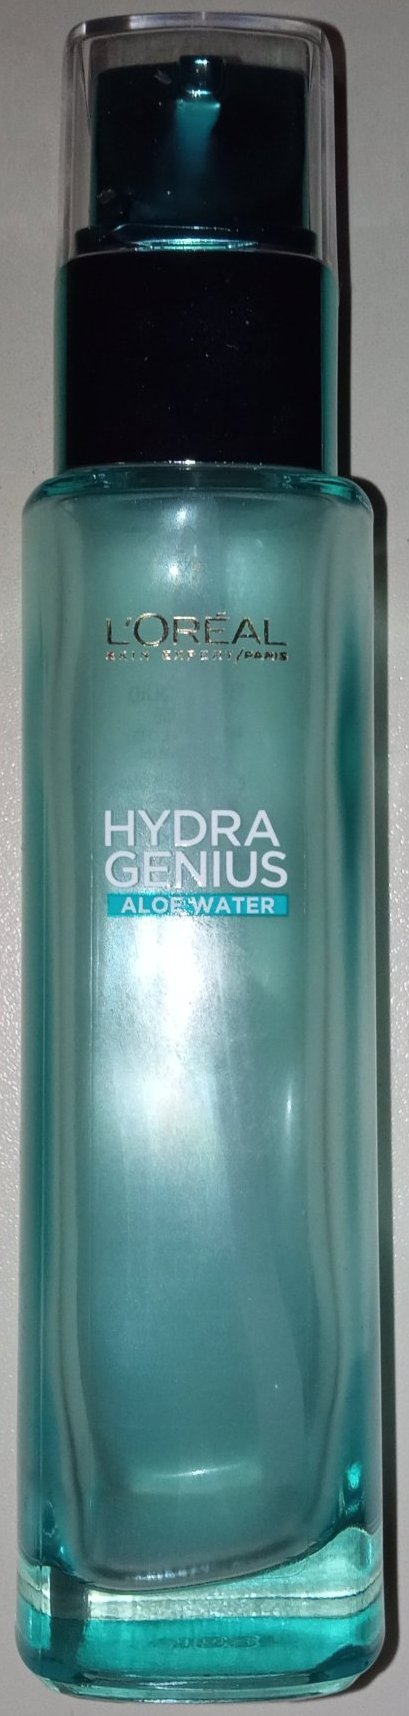 L'ORÉAL
SKIN EXPERT/PARIS
HYDRA
GENIUS
ALOE WATER